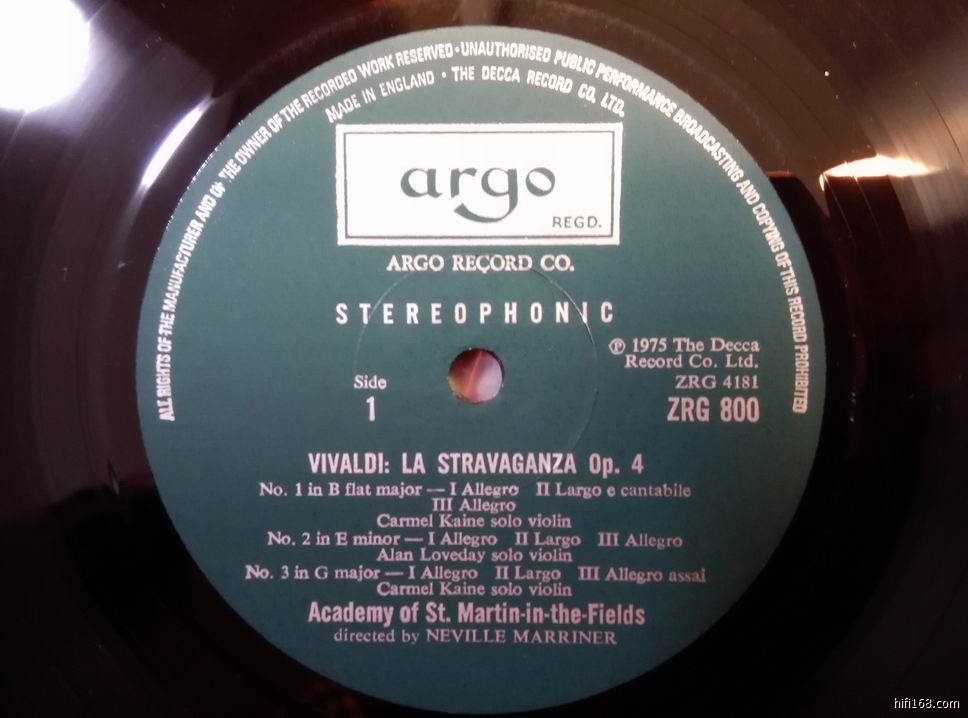 ALL RIGHTS OF THE MANUFACTURER AND OF THE OWNER OF THE RECORDED WORK RESERVED • UNAUTHORISED PUBLIC PERFORMANCE BROADCASTING AND COPYING OF THIS RECORD PROHIBITED
MADE IN ENGLAND • THE DECCA RECORD CO. LTD.
argo
REGD.
ARGO RECORD CO.
STEREOPHONIC
℗ 1975 The Decca
Record Co. Ltd.
Side
ZRG 4181
1
ZRG 800
VIVALDI: LA STRAVAGANZA Op. 4
No. 1 in B flat major — I Allegro II Largo e cantabile
III Allegro
Carmel Kaine solo violin
No. 2 in E minor — I Allegro II Largo III Allegro
Alan Loveday solo violin
No. 3 in G major — I Allegro II Largo III Allegro assai
Carmel Kaine solo violin
Academy of St. Martin-in-the-Fields
directed by NEVILLE MARRINER
hifi168.com